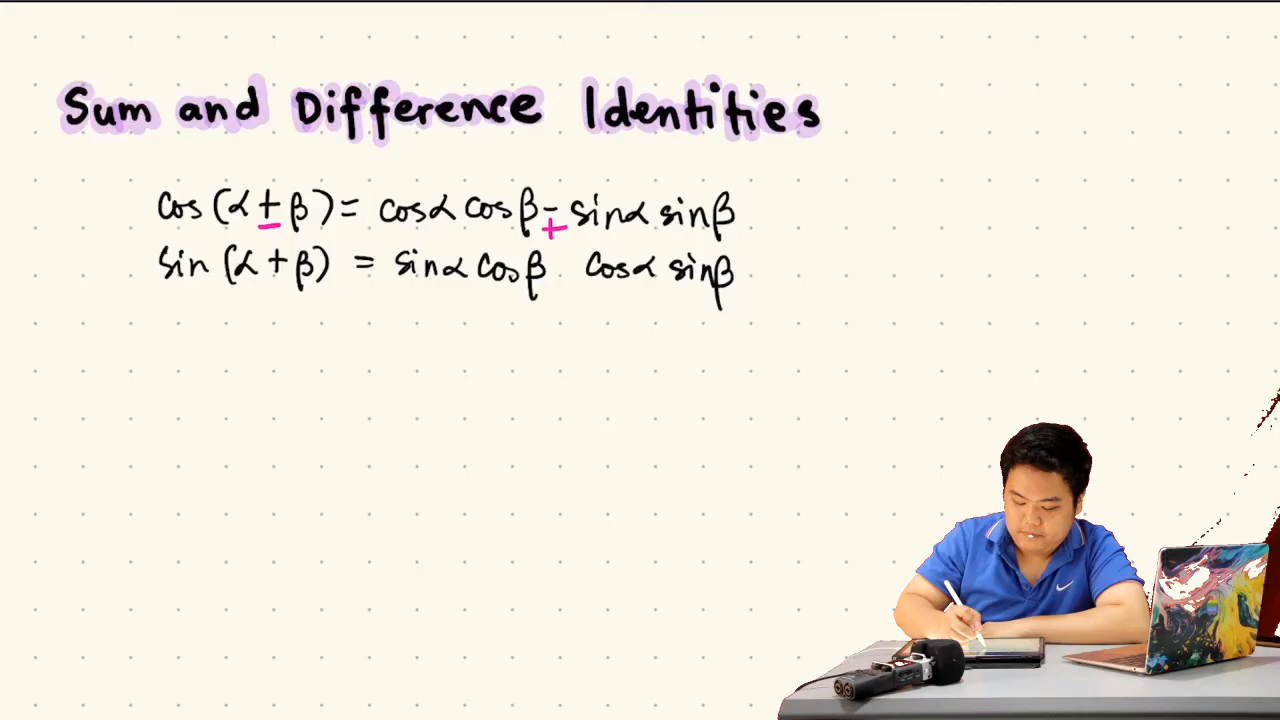 Sum and Difference Identities
cos (α ± β) = cosα cosβ ∓ sinα sinβ
sin (α + β) = sinα cosβ cosα sinβ